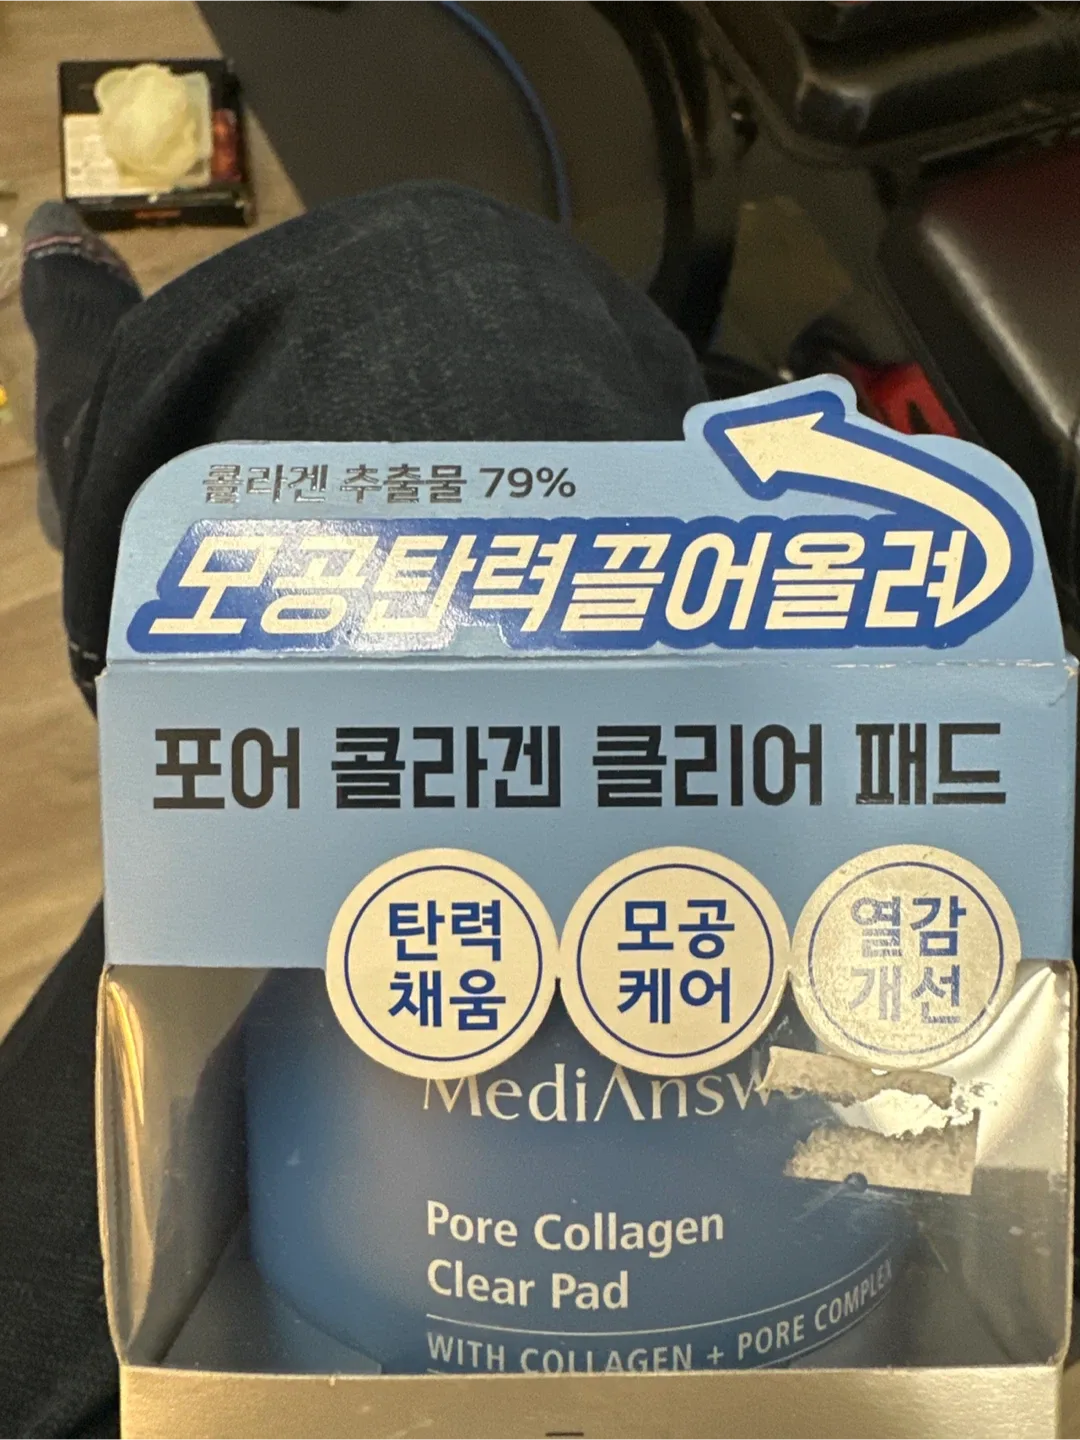 콜라겐 추출물 79%
모공탄력끌어올려
포어 콜라겐 클리어 패드
탄력
채움
모공
케어
열감
개선
MediAnsw
Pore Collagen
Clear Pad
WITH COLLAGEN + PORE COMPLEX